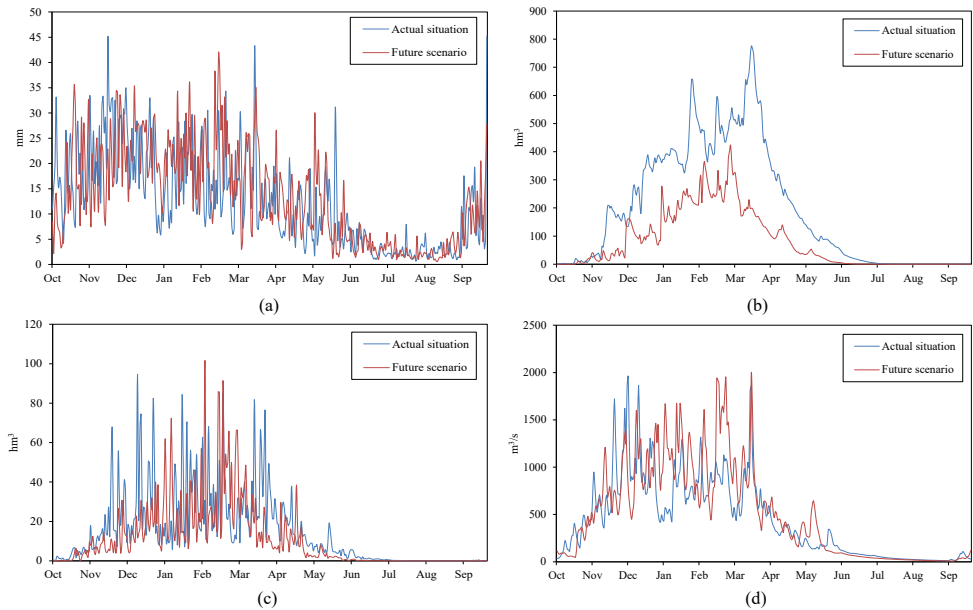 50
45
40
35
30
25
20
15
10
5
0
mm
Actual situation
Future scenario
Oct Nov Dec Jan Feb Mar Apr May Jun Jul Aug Sep
(a)
900
800
700
600
500
400
300
200
100
0
hm³
Actual situation
Future scenario
Oct Nov Dec Jan Feb Mar Apr May Jun Jul Aug Sep
(b)
120
100
80
60
40
20
0
hm³
Actual situation
Future scenario
Oct Nov Dec Jan Feb Mar Apr May Jun Jul Aug Sep
(c)
2500
2000
1500
1000
500
0
m³/s
Actual situation
Future scenario
Oct Nov Dec Jan Feb Mar Apr May Jun Jul Aug Sep
(d)